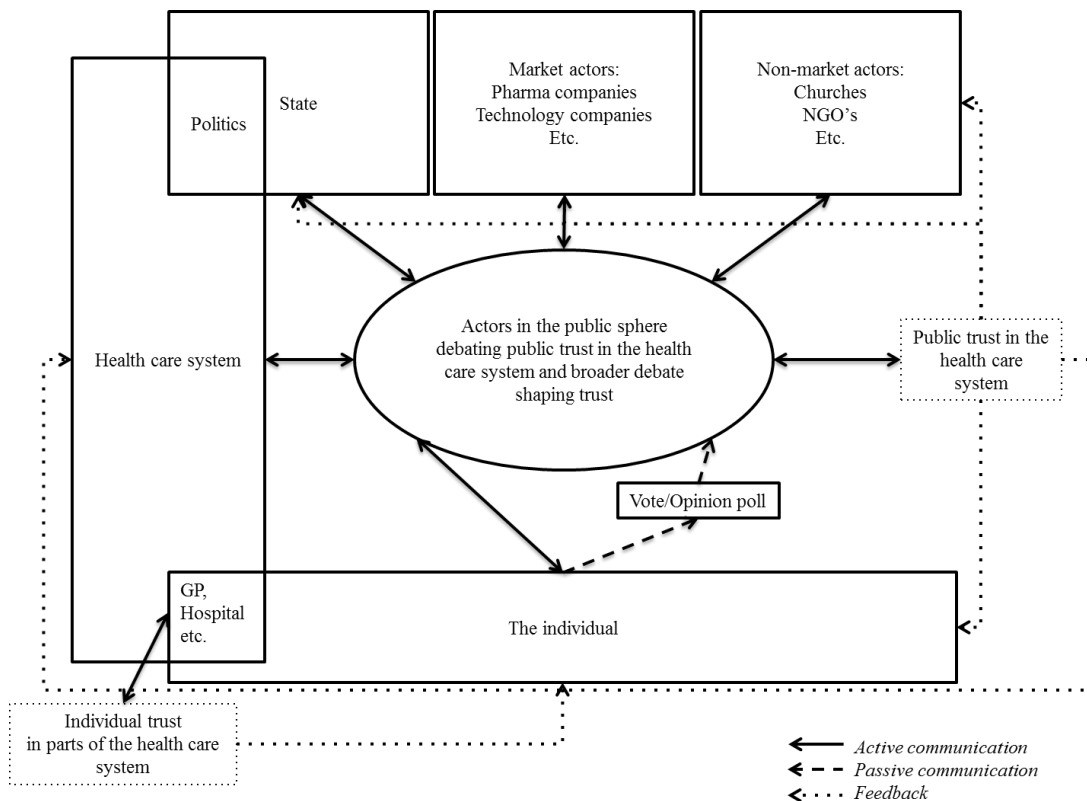 State
Politics
Market actors:
Pharma companies
Technology companies
Etc.
Non-market actors:
Churches
NGO’s
Etc.
Health care system
Actors in the public sphere
debating public trust in the health
care system and broader debate
shaping trust
Public trust in the
health care
system
Vote/Opinion poll
GP,
Hospital
etc.
The individual
Individual trust
in parts of the health care
system
Active communication
Passive communication
Feedback